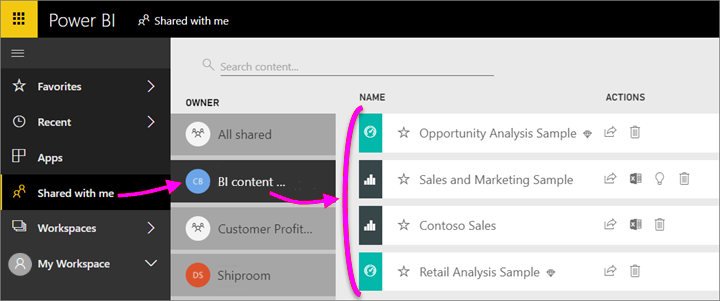 Power BI
Shared with me
Search content...
Favorites
Recent
Apps
Shared with me
Workspaces
My Workspace
OWNER
All shared
CB
BI content ...
Customer Profit...
DS
Shiproom
NAME
ACTIONS
Opportunity Analysis Sample
Sales and Marketing Sample
Contoso Sales
Retail Analysis Sample